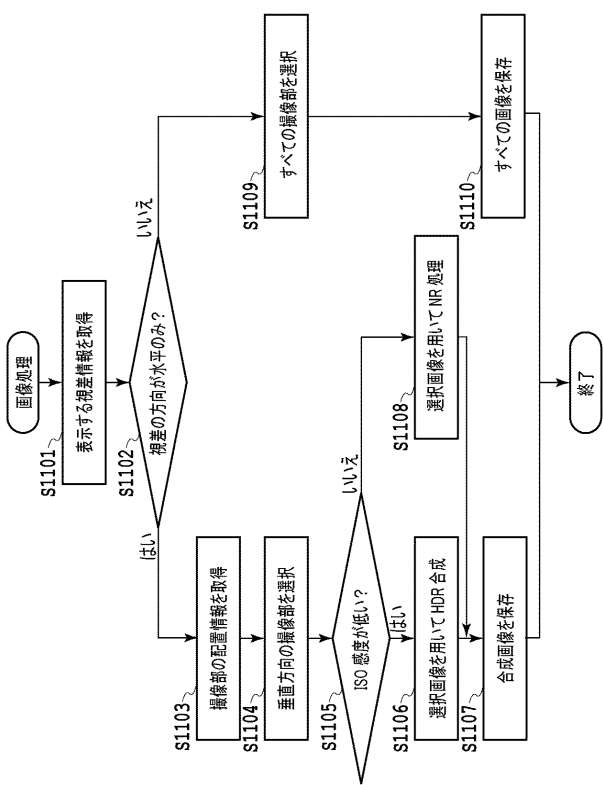 画像処理
S1101
表示する視差情報を取得
S1102
視差の方向が水平のみ？
はい
いいえ
S1103
撮像部の配置情報を取得
S1104
垂直方向の撮像部を選択
S1105
ISO 感度が低い？
はい
いいえ
S1106
選択画像を用いて HDR 合成
S1107
合成画像を保存
S1108
選択画像を用いて NR 処理
S1109
すべての撮像部を選択
S1110
すべての画像を保存
終了